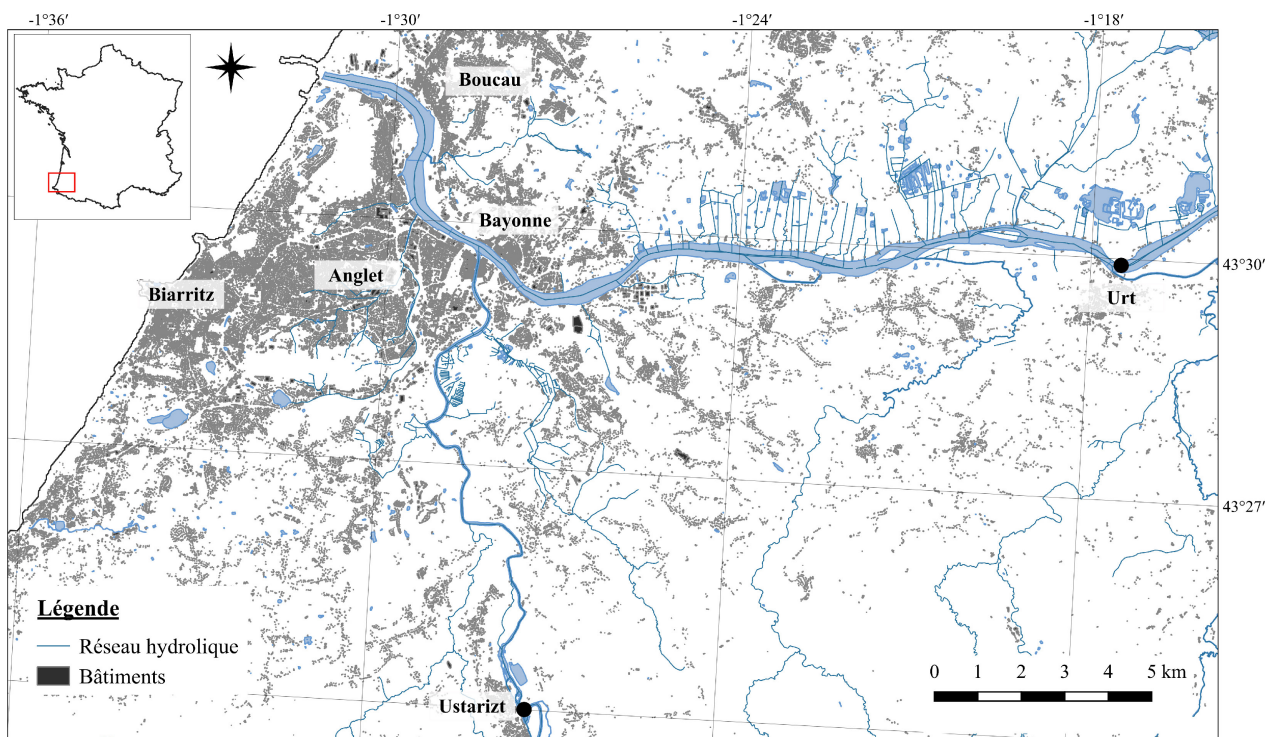 -1°36′
-1°30′
-1°24′
-1°18′
Boucau
Bayonne
Anglet
Biarritz
43°30′
Urt
43°27′
Légende
Réseau hydrolique
Bâtiments
Ustarizt
0 1 2 3 4 5 km